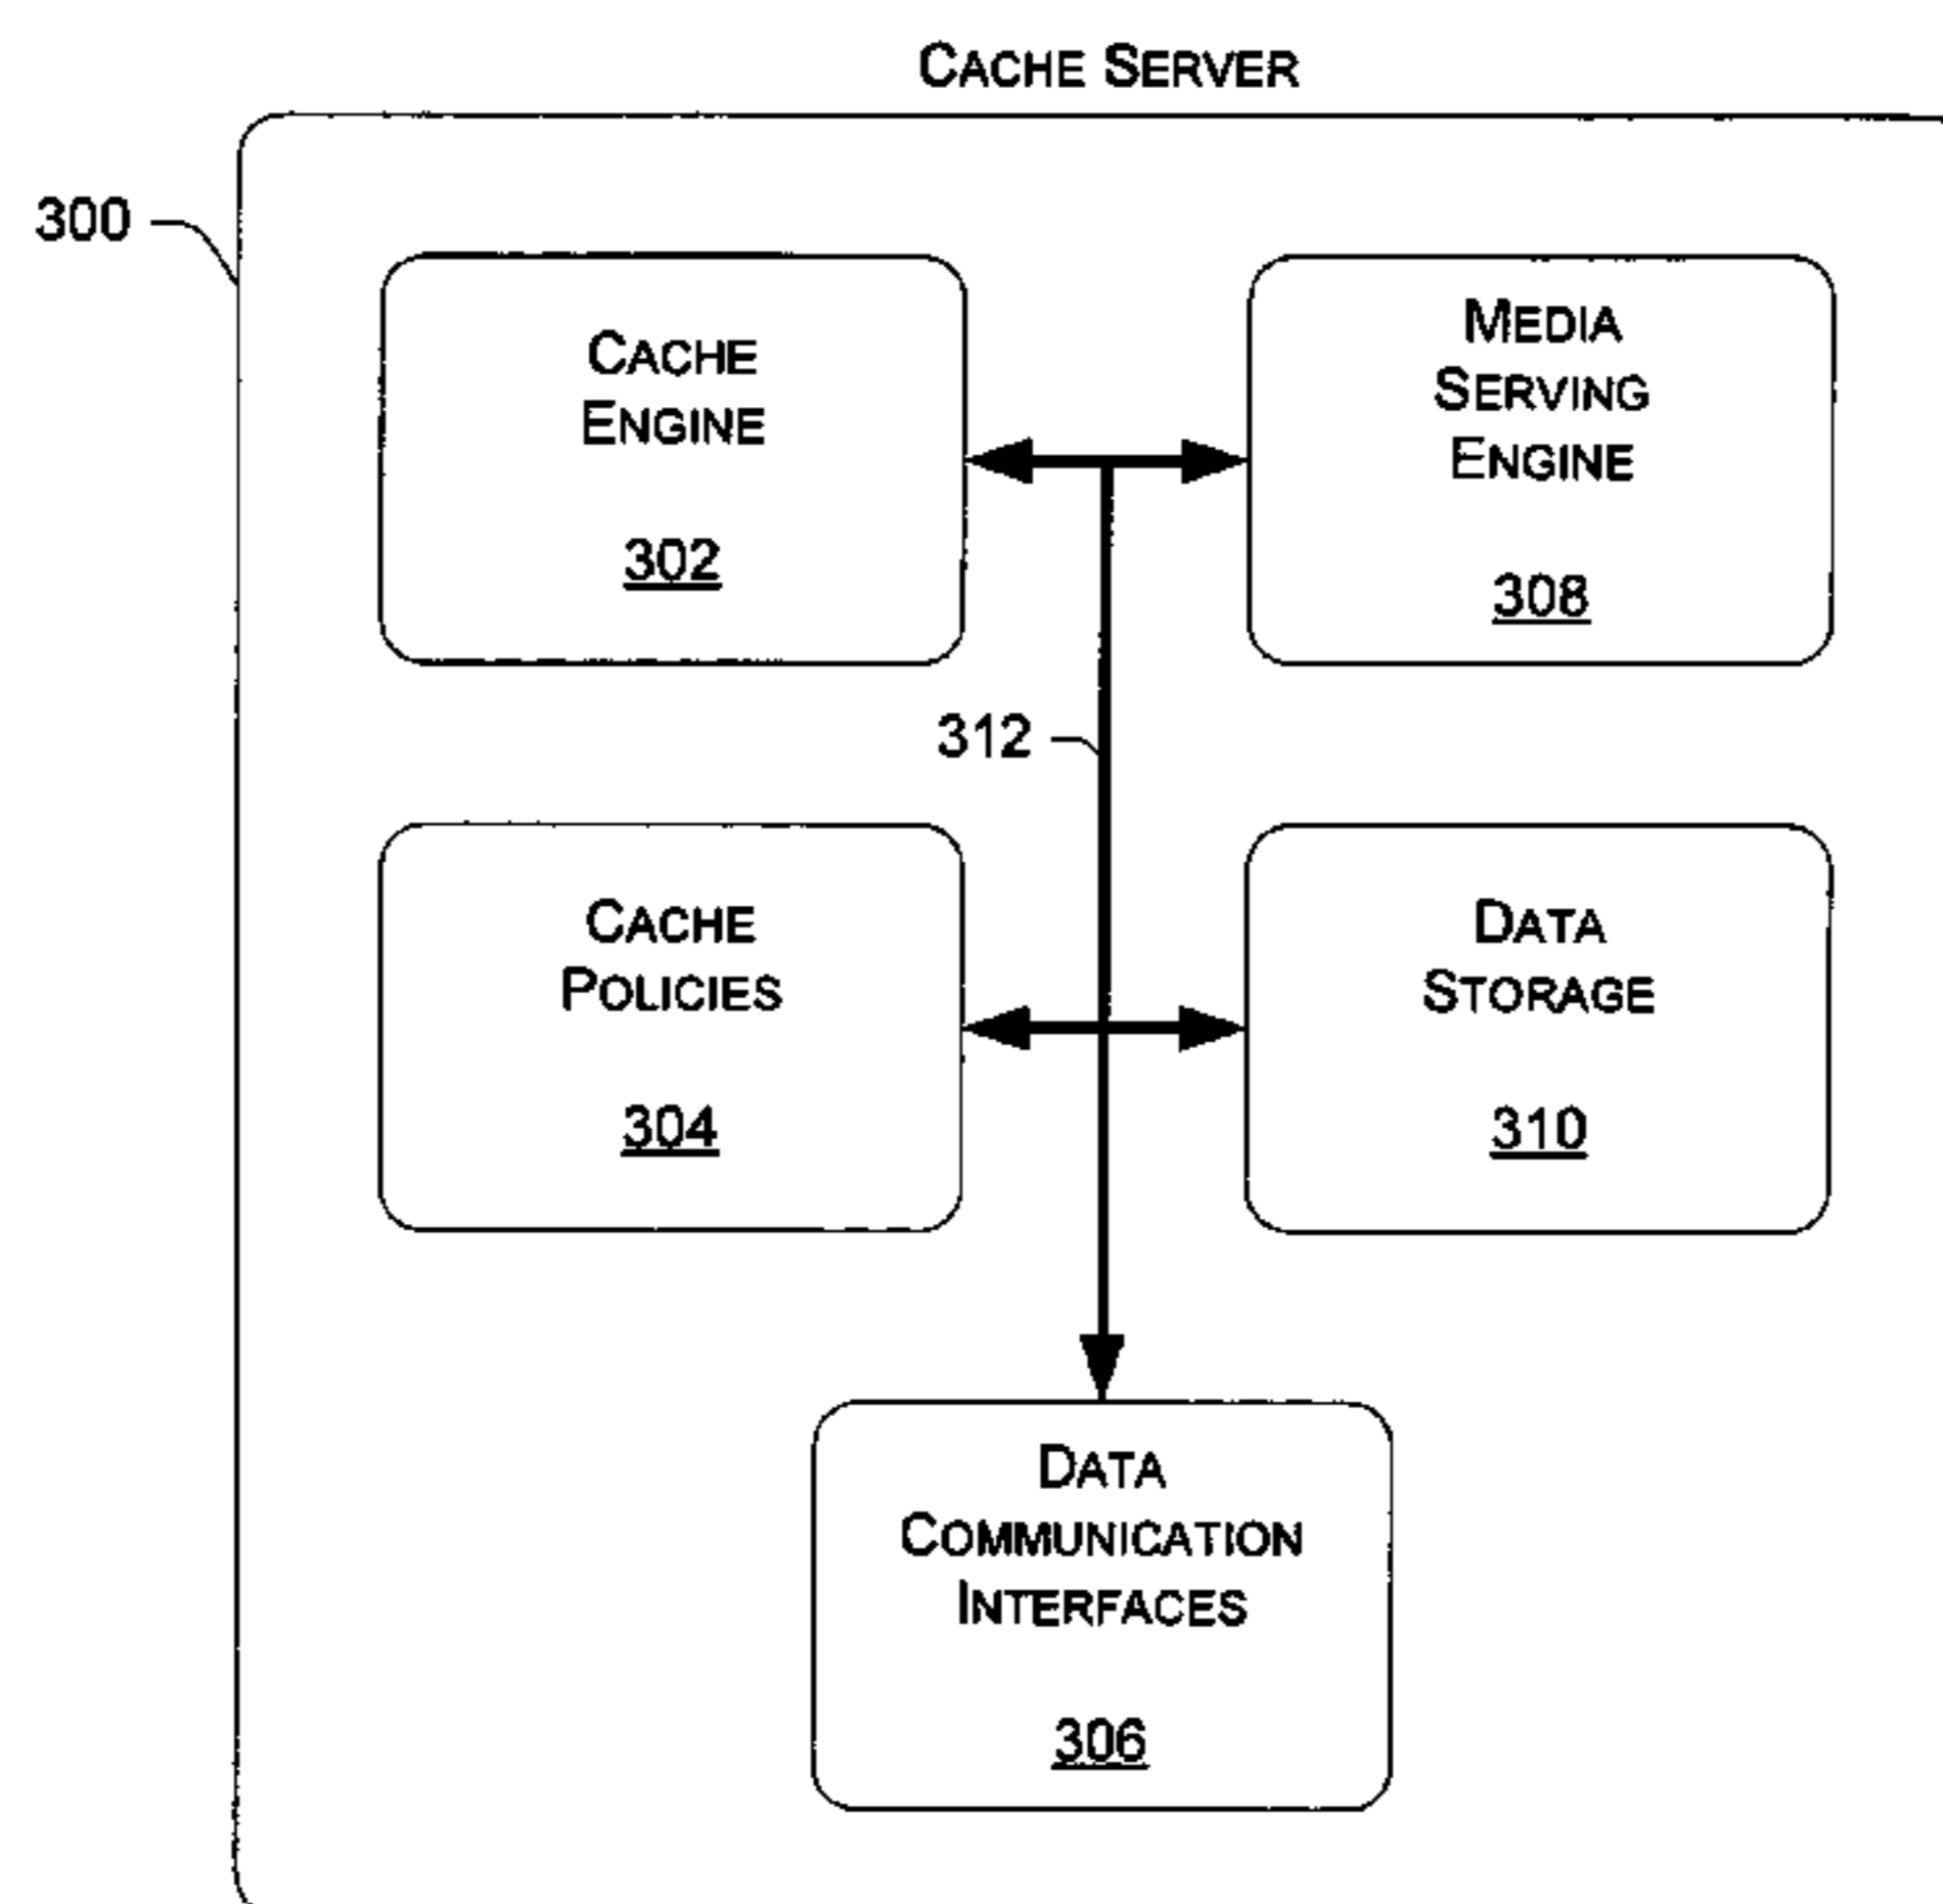 CACHE SERVER
300
CACHE
ENGINE
302
MEDIA
SERVING
ENGINE
308
312
CACHE
POLICIES
304
DATA
STORAGE
310
DATA
COMMUNICATION
INTERFACES
306